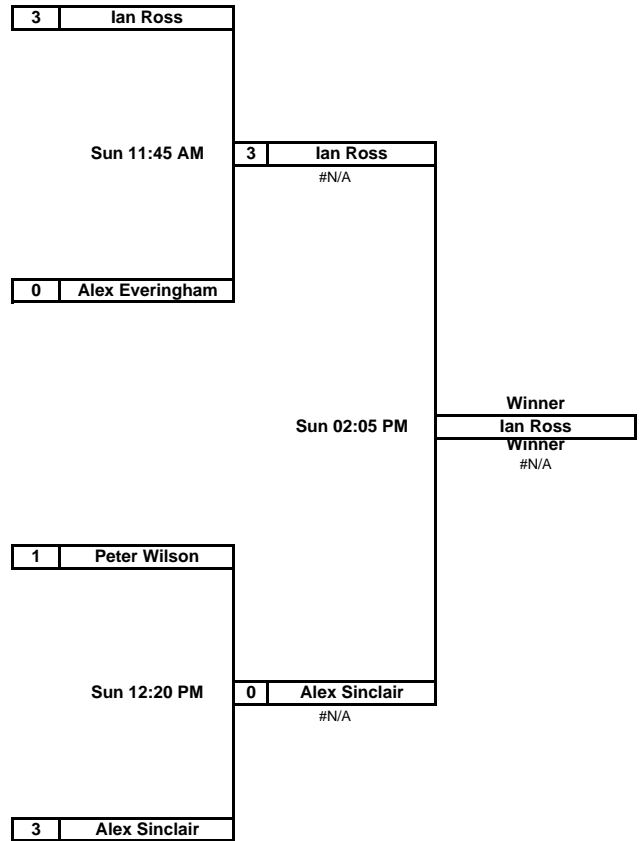 3 Ian Ross
Sun 11:45 AM
3 Ian Ross
#N/A
0 Alex Everingham
Winner
Sun 02:05 PM
Ian Ross
Winner
#N/A
1 Peter Wilson
Sun 12:20 PM
0 Alex Sinclair
#N/A
3 Alex Sinclair